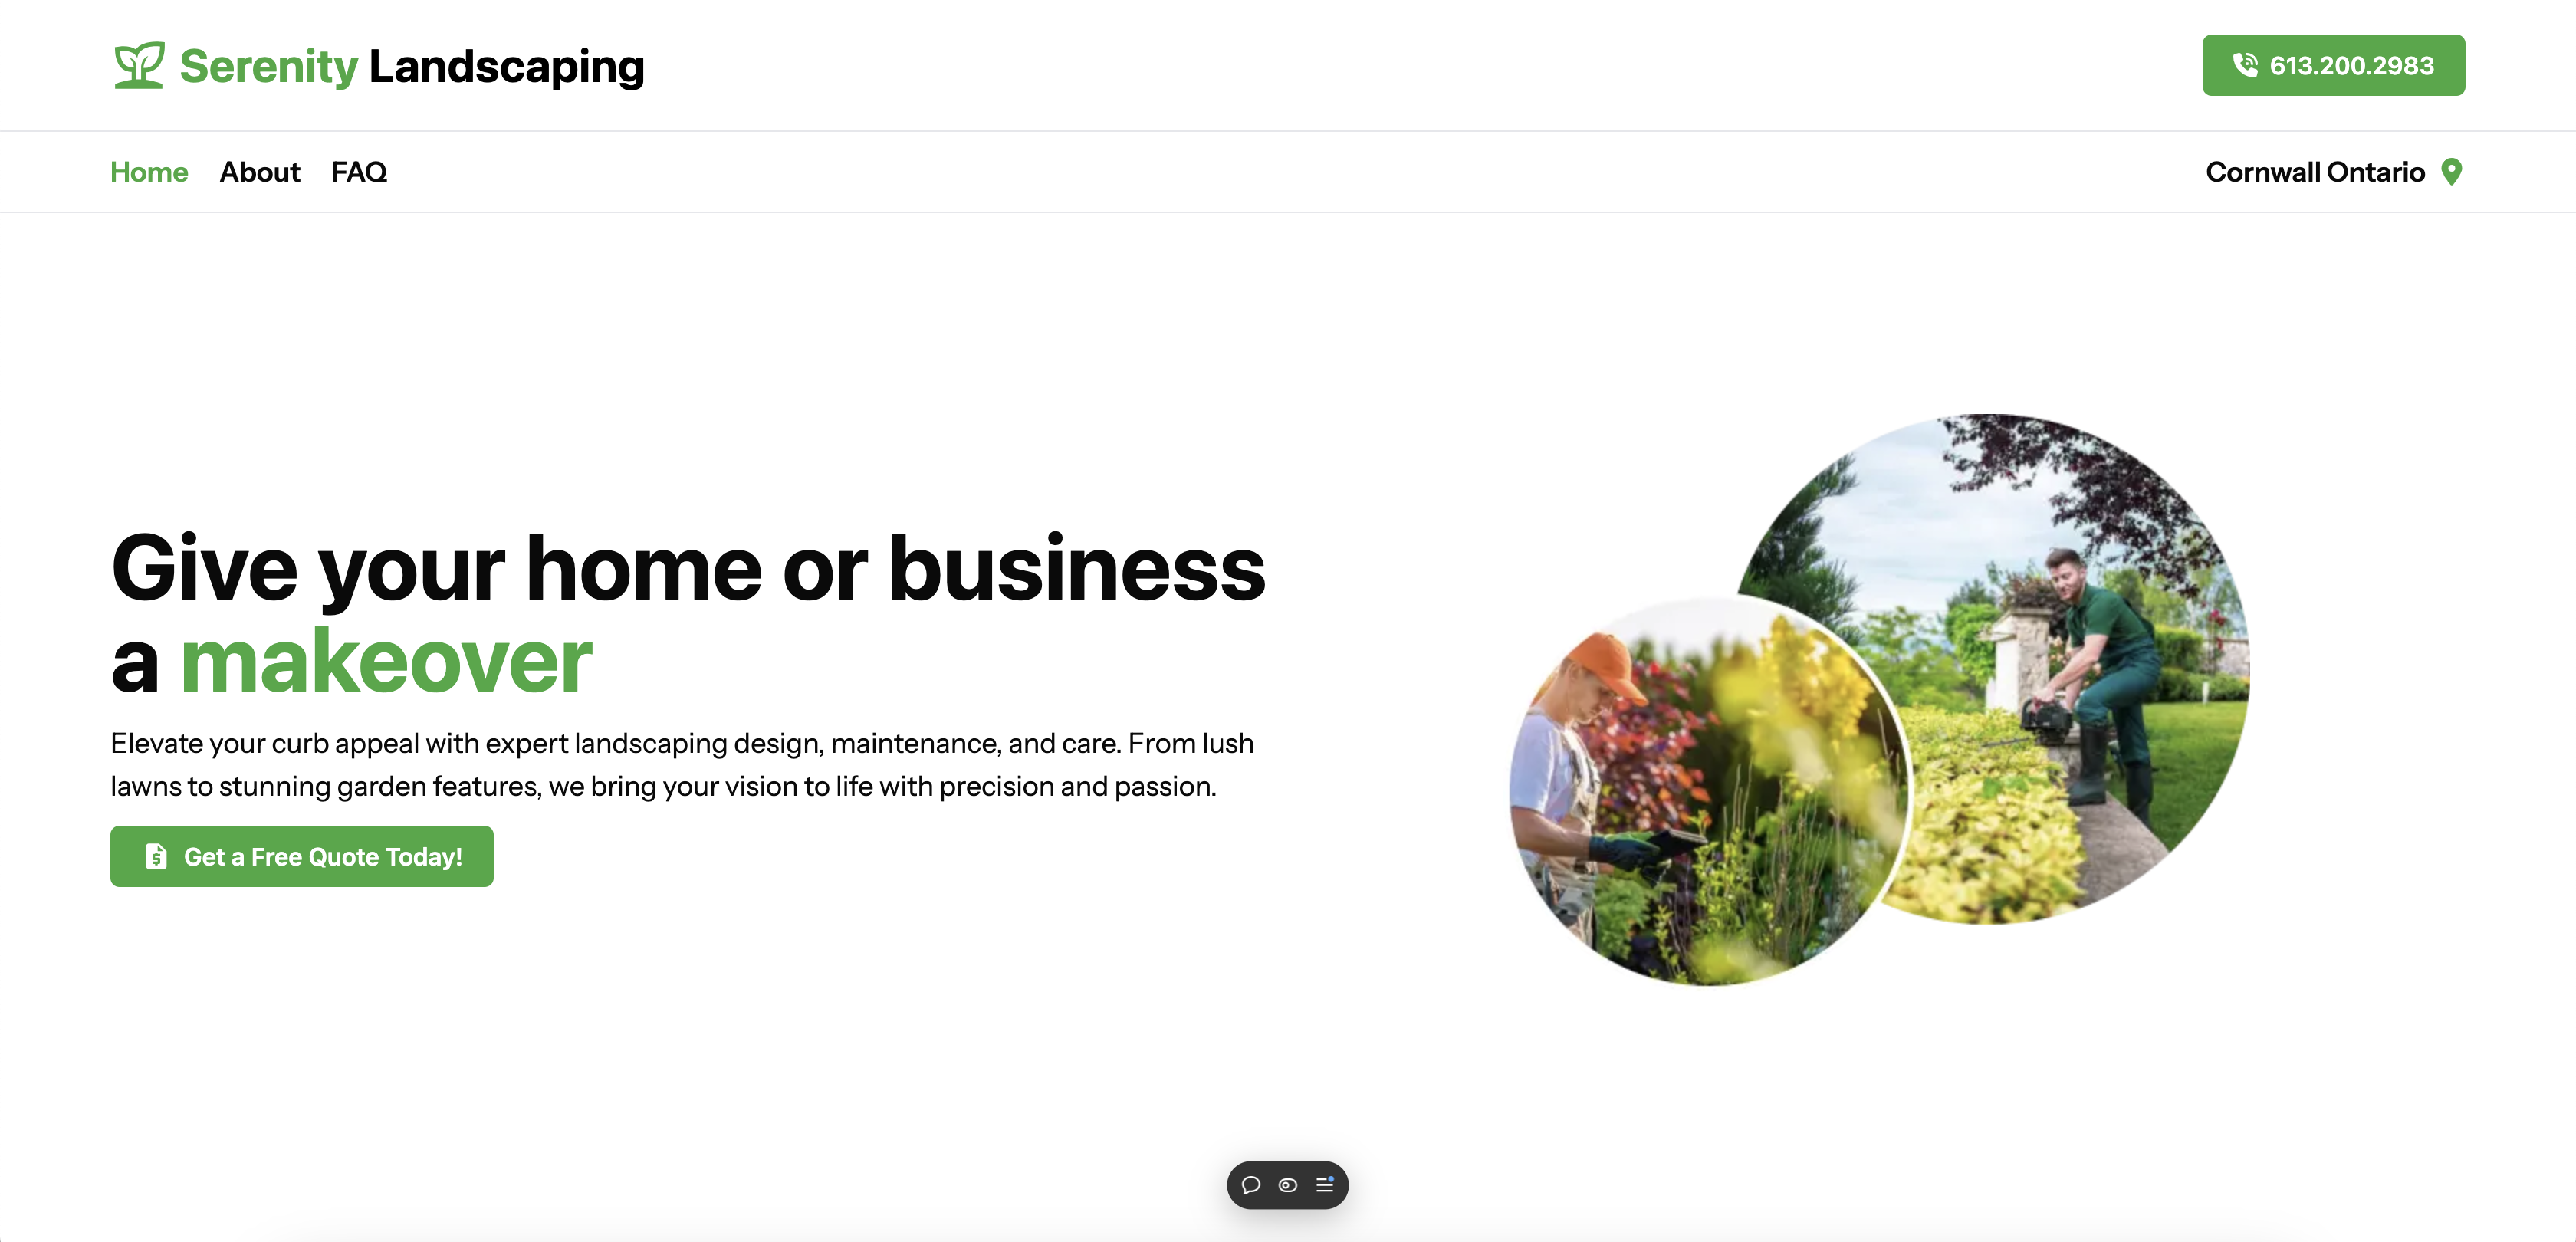 Serenity Landscaping
613.200.2983
Home About FAQ
Cornwall Ontario
Give your home or business
a makeover
Elevate your curb appeal with expert landscaping design, maintenance, and care. From lush
lawns to stunning garden features, we bring your vision to life with precision and passion.
Get a Free Quote Today!